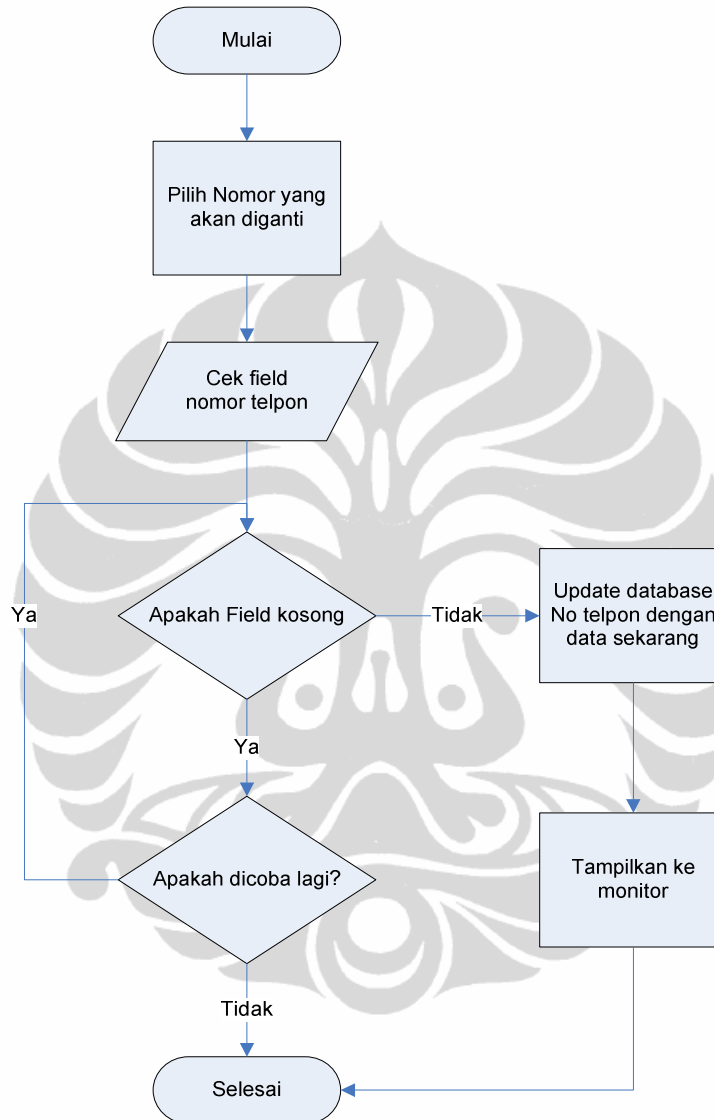 Mulai
Pilih Nomor yang
akan diganti
Cek field
nomor telpon
Apakah Field kosong
Tidak
Update database
No telpon dengan
data sekarang
Ya
Ya
Apakah dicoba lagi?
Tampilkan ke
monitor
Tidak
Selesai